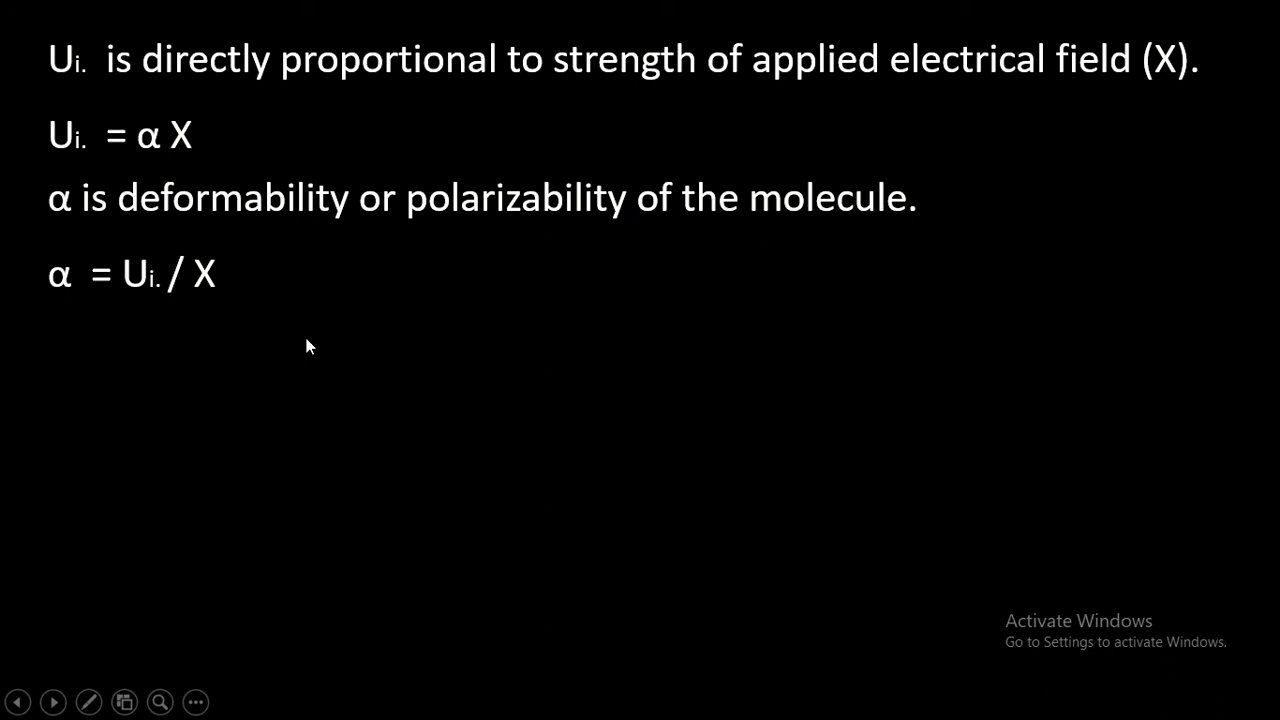 Ui. is directly proportional to strength of applied electrical field (X).
Ui. = α X
α is deformability or polarizability of the molecule.
α = Ui. / X
Activate Windows
Go to Settings to activate Windows.